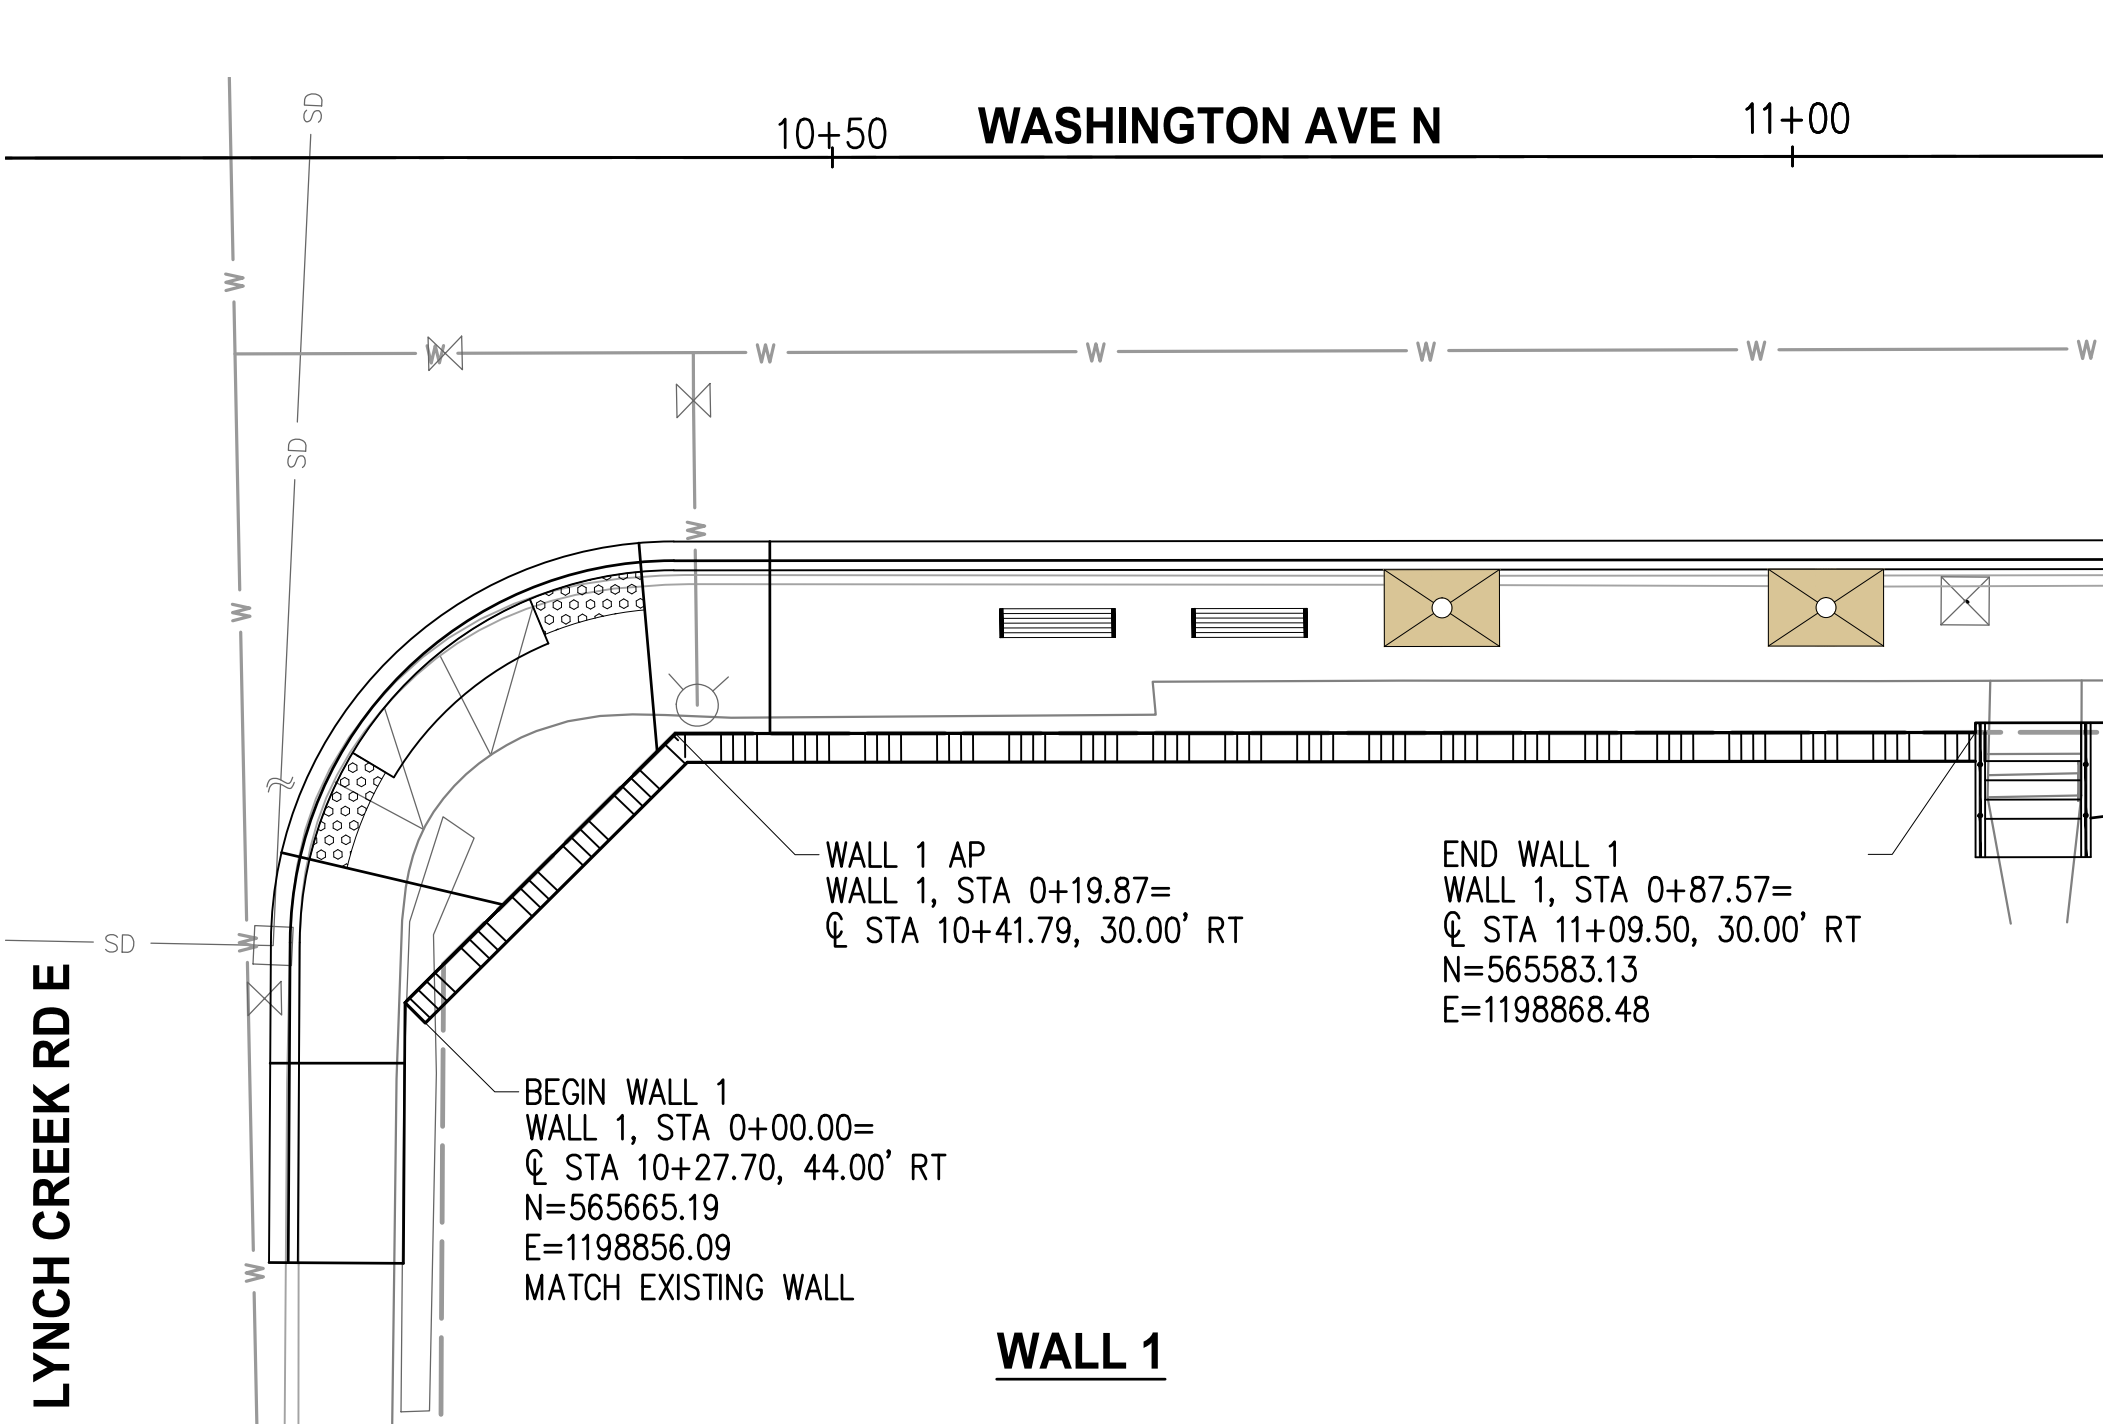 SD
10+50
WASHINGTON AVE N
11+00
W
W
W
W
W
W
W
SD
W
W
WALL 1 AP
WALL 1, STA 0+19.87=
℄ STA 10+41.79, 30.00' RT
END WALL 1
WALL 1, STA 0+87.57=
℄ STA 11+09.50, 30.00' RT
N=565583.13
E=1198868.48
SD
W
LYNCH CREEK RD E
BEGIN WALL 1
WALL 1, STA 0+00.00=
℄ STA 10+27.70, 44.00' RT
N=565665.19
E=1198856.09
MATCH EXISTING WALL
W
WALL 1